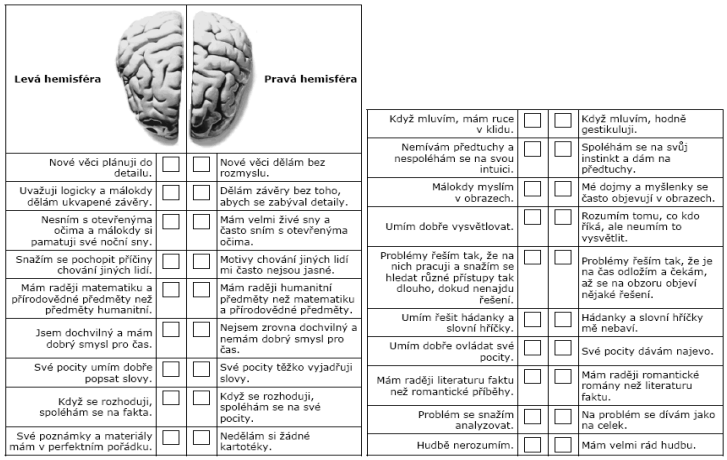 Levá hemisféra
Pravá hemisféra
Nové věci plánuji do
detailu.
Nové věci dělám bez
rozmyslu.
Uvažuji logicky a málokdy
dělám ukvapené závěry.
Dělám závěry bez toho,
abych se zabýval detaily.
Nesním s otevřenýma
očima a málokdy si
pamatuji své noční sny.
Mám velmi živé sny a
často sním s otevřenýma
očima.
Snažím se pochopit příčiny
chování jiných lidí.
Motivy chování jiných lidí
mi často nejsou jasné.
Mám raději matematiku a
přírodovědné předměty než
předměty humanitní.
Mám raději humanitní
předměty než matematiku
a přírodovědné předměty.
Jsem dochvilný a mám
dobrý smysl pro čas.
Nejsem zrovna dochvilný a
nemám dobrý smysl pro
čas.
Své pocity umím dobře
popsat slovy.
Své pocity těžko vyjadřuji
slovy.
Když se rozhoduji,
spoléhám se na fakta.
Když se rozhoduji,
spoléhám se na své
pocity.
Své poznámky a materiály
mám v perfektním pořádku.
Nedělám si žádné
kartotéky.
Když mluvím, mám ruce
v klidu.
Když mluvím, hodně
gestikuluji.
Nemívám předtuchy a
nespoléhám se na svou
intuici.
Spoléhám se na svůj
instinkt a dám na
předtuchy.
Málokdy myslím
v obrazech.
Mé dojmy a myšlenky se
často objevují v obrazech.
Umím dobře vysvětlovat.
Rozumím tomu, co kdo
říká, ale neumím to
vysvětlit.
Problémy řeším tak, že na
nich pracuji a snažím se
hledat různé přístupy tak
dlouho, dokud nenajdu
řešení.
Problémy řeším tak, že je
na čas odložím a čekám,
až se na obzoru objeví
nějaké řešení.
Umím řešit hádanky a
slovní hříčky.
Hádanky a slovní hříčky
mě nebaví.
Umím dobře ovládat své
pocity.
Své pocity dávám najevo.
Mám raději literaturu faktu
než romantické příběhy.
Mám raději romantické
romány než literaturu
faktu.
Problém se snažím
analyzovat.
Na problém se dívám jako
na celek.
Hudbě nerozumím.
Mám velmi rád hudbu.